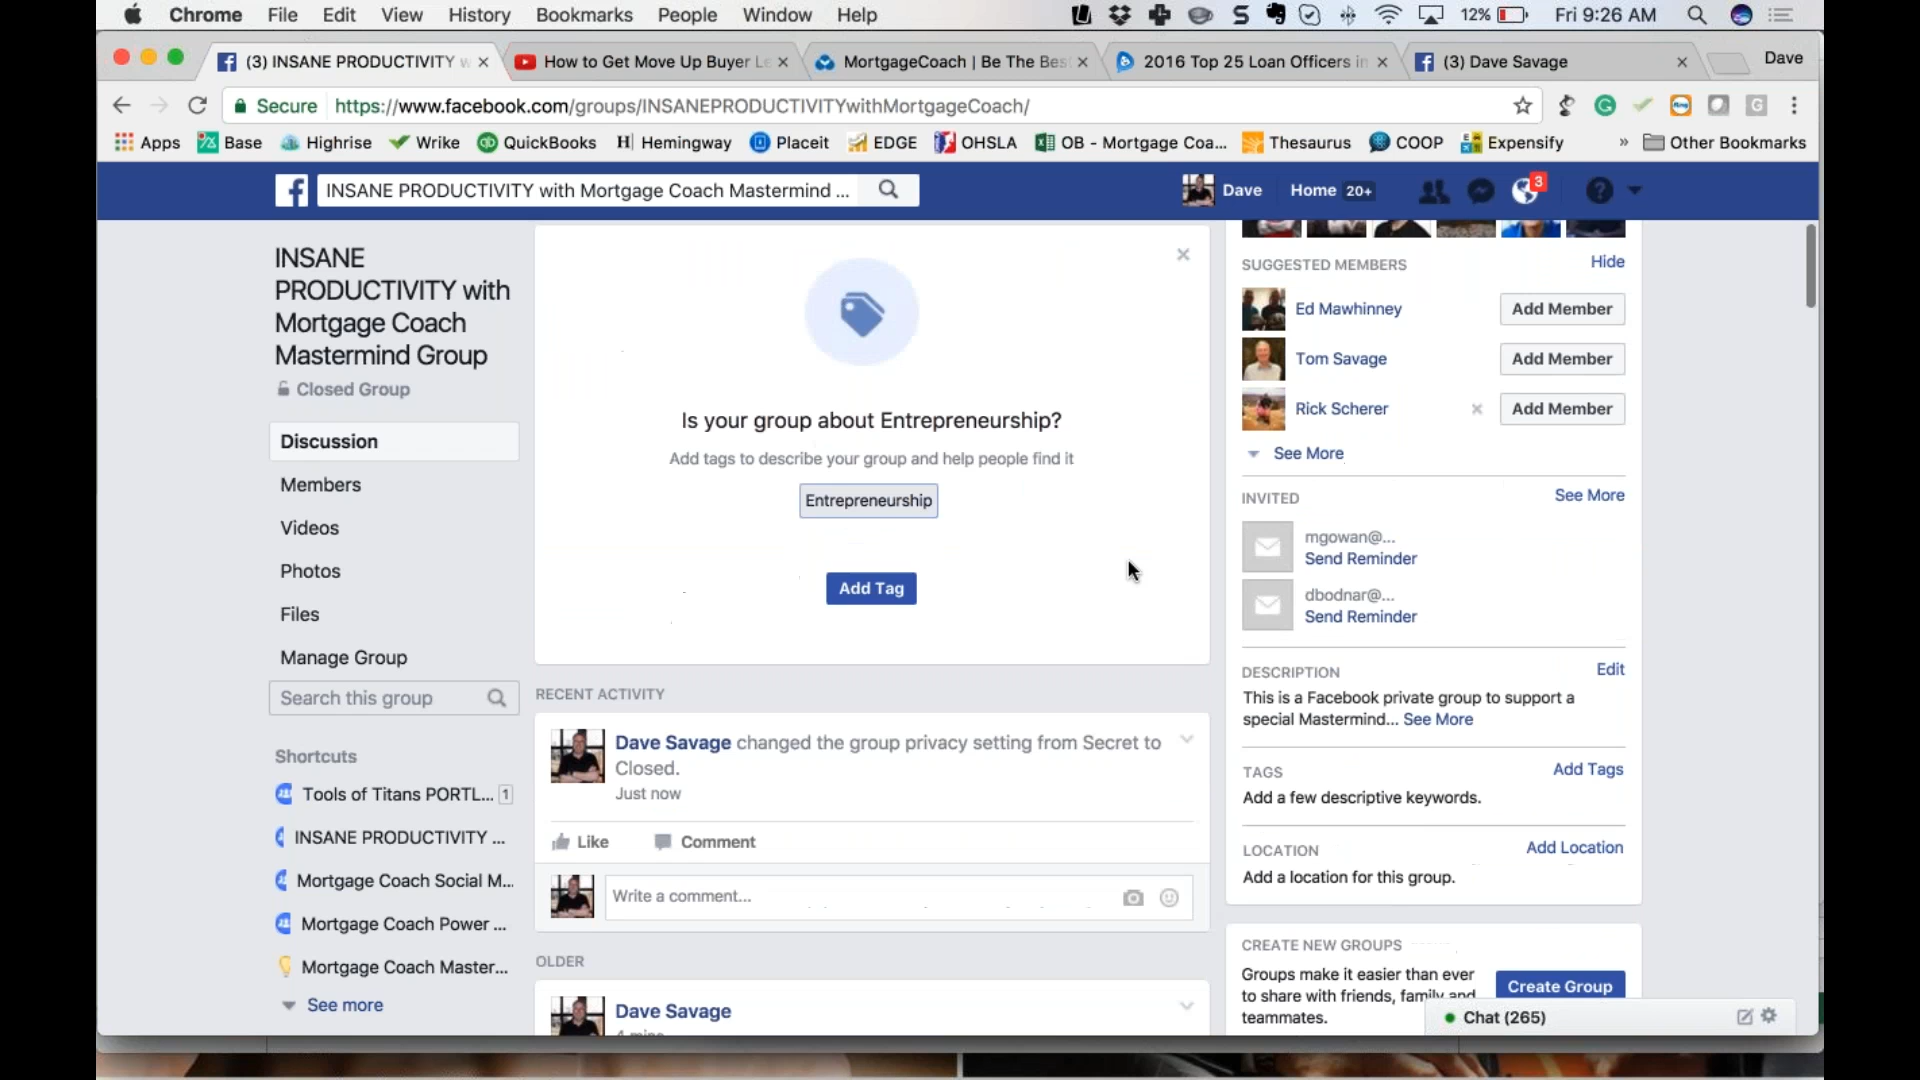 Chrome File Edit View History Bookmarks People Window Help 12% Fri 9:26 AM
(3) INSANE PRODUCTIVITY w How to Get Move Up Buyer Le MortgageCoach | Be The Bes 2016 Top 25 Loan Officers in (3) Dave Savage Dave
Secure https://www.facebook.com/groups/INSANEPRODUCTIVITYwithMortgageCoach/
Apps Base Highrise Wrike QuickBooks Hemingway Placeit EDGE OHSLA OB - Mortgage Coa... Thesaurus COOP Expensify » Other Bookmarks
INSANE PRODUCTIVITY with Mortgage Coach Mastermind ... Dave Home 20+ 3
INSANE
PRODUCTIVITY with
Mortgage Coach
Mastermind Group
Closed Group
Discussion
Members
Videos
Photos
Files
Manage Group
Search this group
Shortcuts
Tools of Titans PORTL... 1
INSANE PRODUCTIVITY ...
Mortgage Coach Social M...
Mortgage Coach Power ...
Mortgage Coach Master...
See more
Is your group about Entrepreneurship?
Add tags to describe your group and help people find it
Entrepreneurship
Add Tag
RECENT ACTIVITY
Dave Savage changed the group privacy setting from Secret to
Closed.
Just now
Like Comment
Write a comment...
OLDER
Dave Savage
SUGGESTED MEMBERS Hide
Ed Mawhinney Add Member
Tom Savage Add Member
Rick Scherer Add Member
See More
INVITED See More
mgowan@...
Send Reminder
dbodnar@...
Send Reminder
DESCRIPTION Edit
This is a Facebook private group to support a
special Mastermind... See More
TAGS Add Tags
Add a few descriptive keywords.
LOCATION Add Location
Add a location for this group.
CREATE NEW GROUPS
Groups make it easier than ever
to share with friends, family and
teammates.
Create Group
Chat (265)